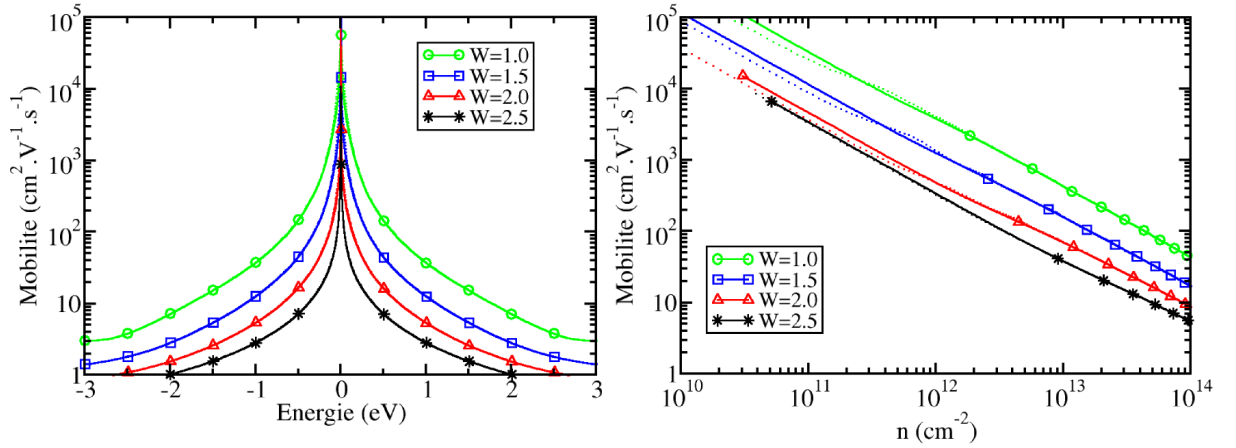 10^5
10^4
10^3
10^2
10
1
Mobilite (cm^2.V^-1.s^-1)
W=1.0
W=1.5
W=2.0
W=2.5
-3 -2 -1 0 1 2 3
Energie (eV)
10^5
10^4
10^3
10^2
10
1
Mobilite (cm^2.V^-1.s^-1)
W=1.0
W=1.5
W=2.0
W=2.5
10^10 10^11 10^12 10^13 10^14
n (cm^-2)